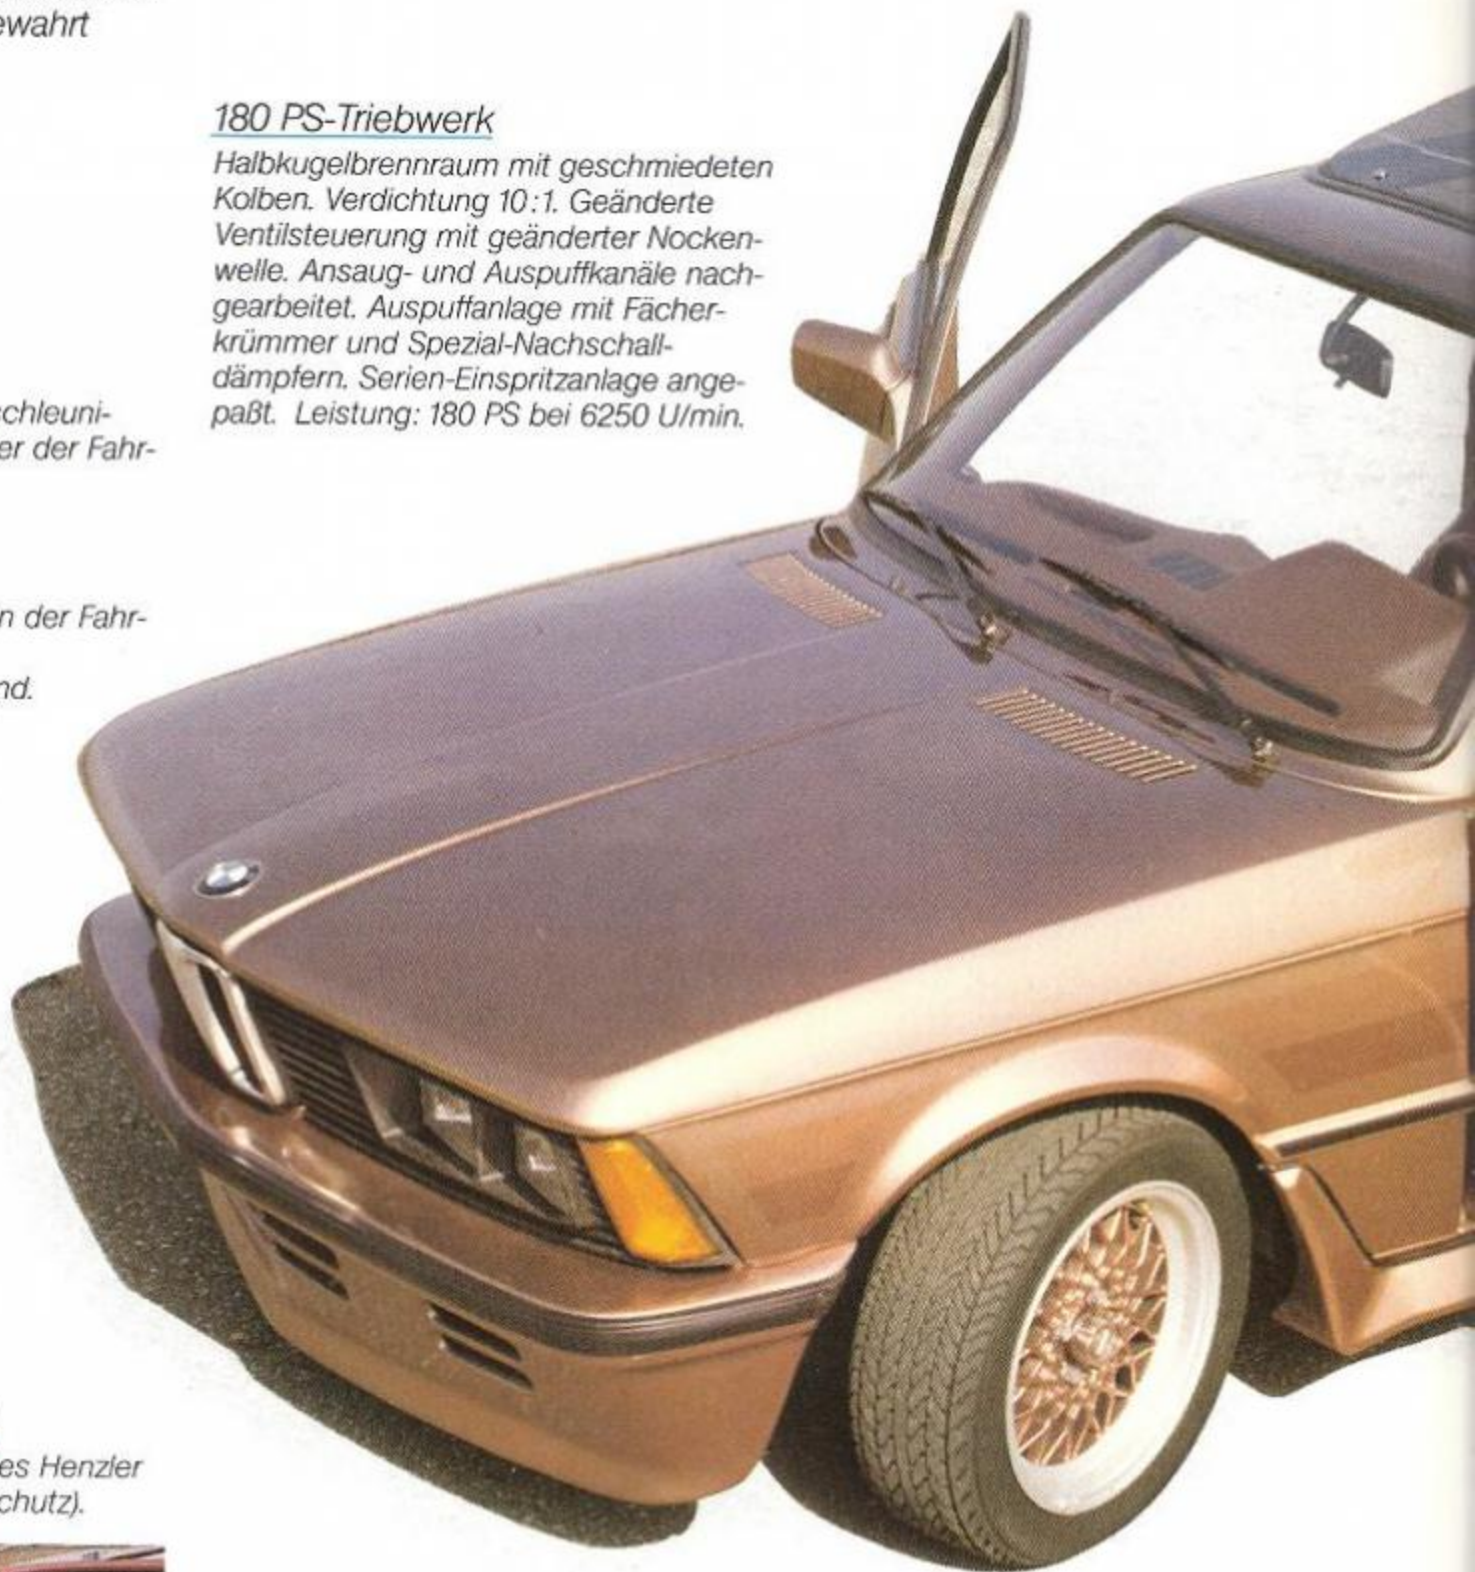 ewahrt
180 PS-Triebwerk
Halbkugelbrennraum mit geschmiedeten
Kolben. Verdichtung 10:1. Geänderte
Ventilsteuerung mit geänderter Nocken-
welle. Ansaug- und Auspuffkanäle nach-
gearbeitet. Auspuffanlage mit Fächer-
krümmer und Spezial-Nachschall-
dämpfern. Serien-Einspritzanlage ange-
paßt. Leistung: 180 PS bei 6250 U/min.
chleuni-
er der Fahr-
n der Fahr-
nd.
es Henzler
chutz).